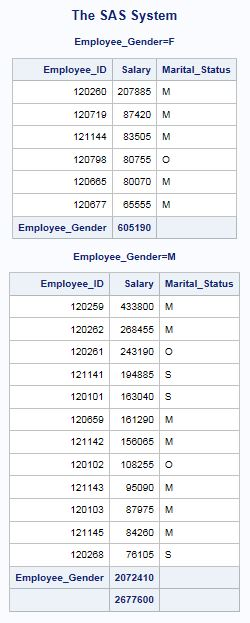 The SAS System
Employee_Gender=F
Employee_ID Salary Marital_Status
120260 207885 M
120719 87420 M
121144 83505 M
120798 80755 O
120665 80070 M
120677 65555 M
Employee_Gender 605190
Employee_Gender=M
Employee_ID Salary Marital_Status
120259 433800 M
120262 268455 M
120261 243190 O
121141 194885 S
120101 163040 S
120659 161290 M
121142 156065 M
120102 108255 O
121143 95090 M
120103 87975 M
121145 84260 M
120268 76105 S
Employee_Gender 2072410
2677600